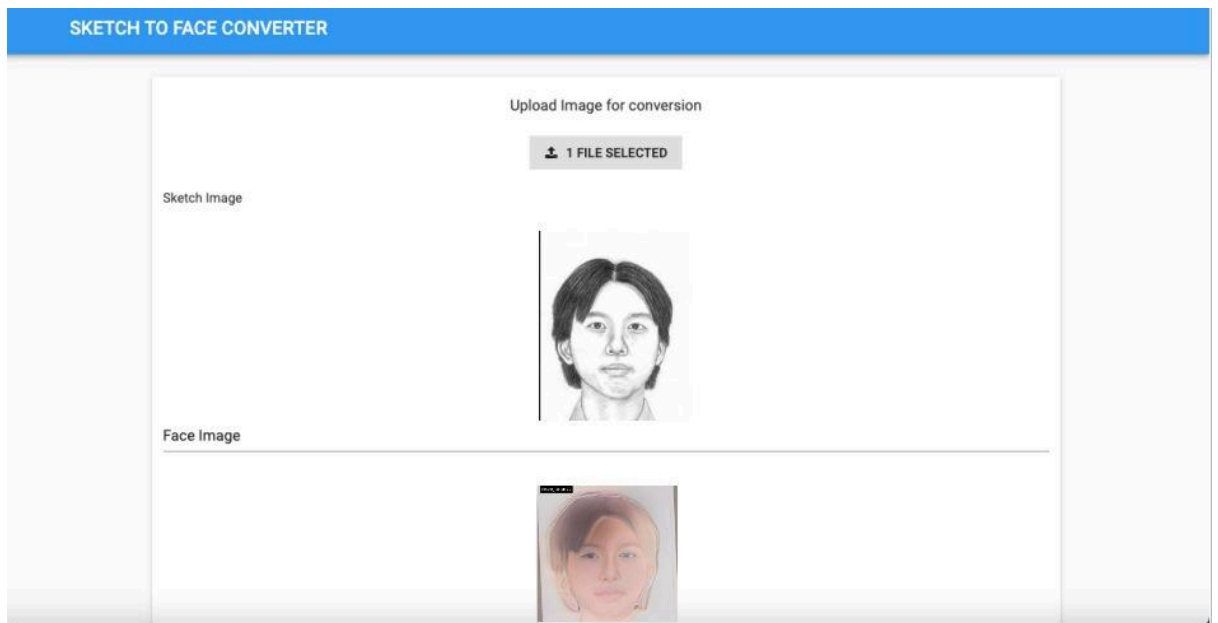 SKETCH TO FACE CONVERTER
Upload Image for conversion
1 FILE SELECTED
Sketch Image
Face Image